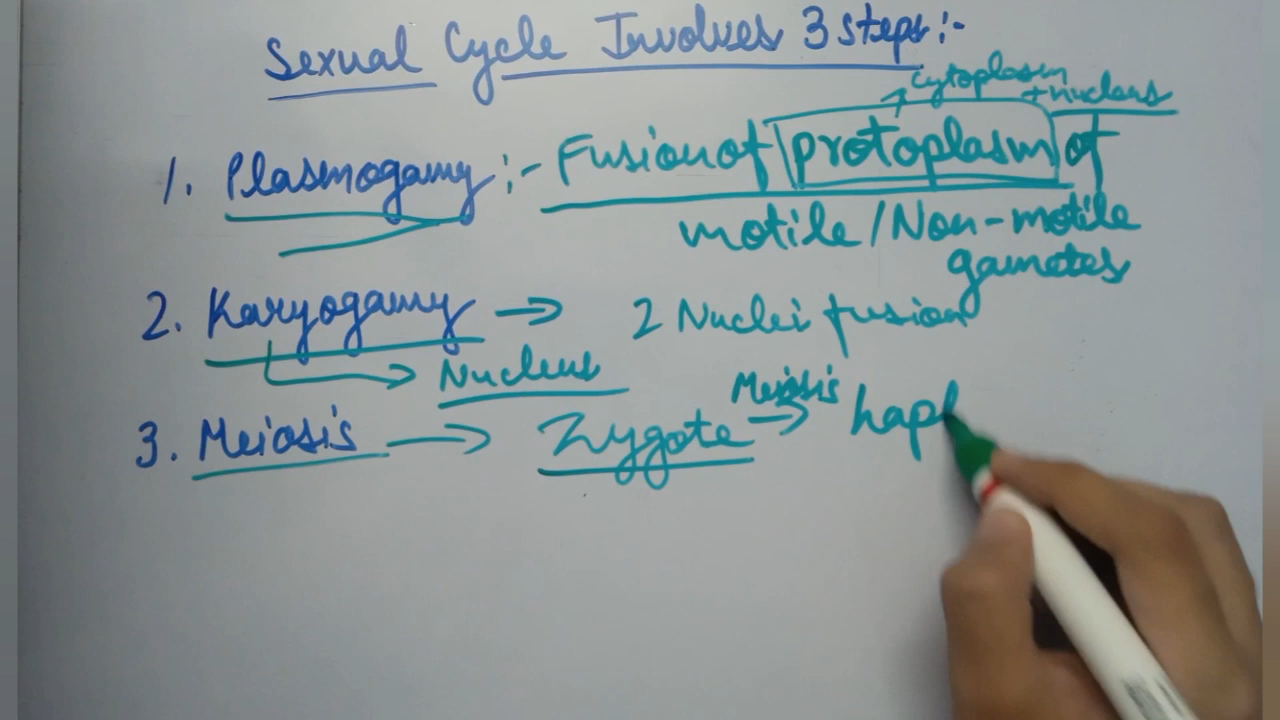 Sexual Cycle Involves 3 steps:-
→ cytoplasm
+ nucleus
1. Plasmogamy :- Fusion of protoplasm of
motile / Non-motile
gametes
2. Karyogamy → 2 Nuclei fusion
→ Nucleus
Meiosis
3. Meiosis → Zygote → hapl